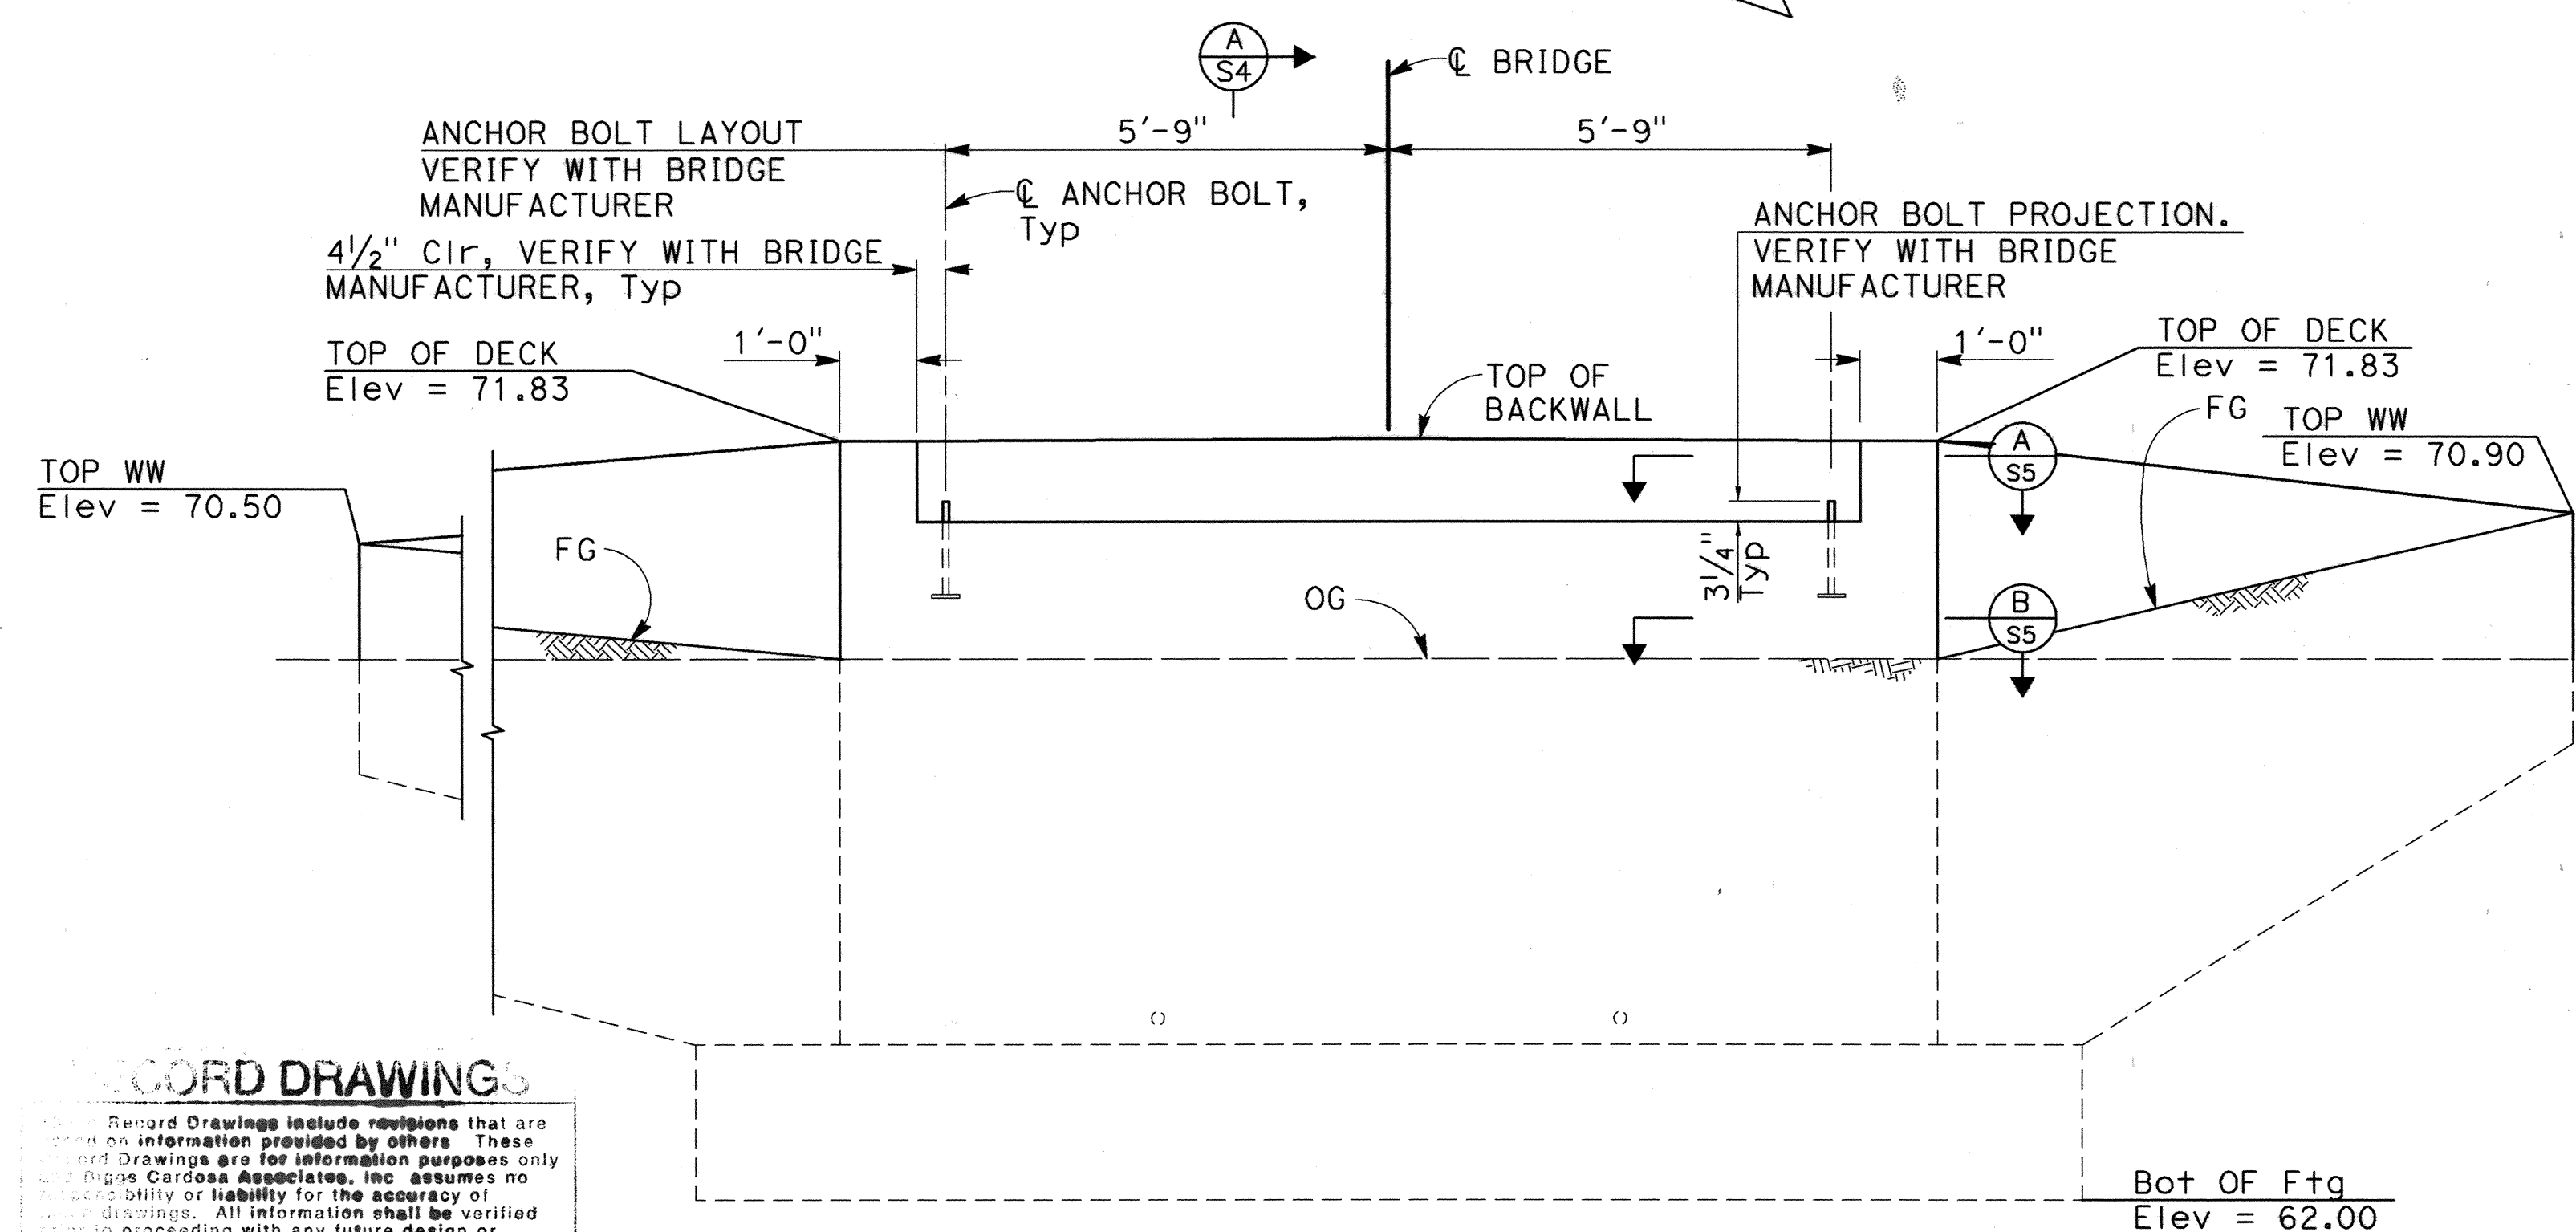 A
S4
℄ BRIDGE
5'-9"
5'-9"
ANCHOR BOLT LAYOUT
VERIFY WITH BRIDGE
MANUFACTURER
℄ ANCHOR BOLT,
Typ
ANCHOR BOLT PROJECTION.
VERIFY WITH BRIDGE
MANUFACTURER
4½" Clr, VERIFY WITH BRIDGE
MANUFACTURER, Typ
1'-0"
1'-0"
TOP OF DECK
Elev = 71.83
TOP OF DECK
Elev = 71.83
TOP OF
BACKWALL
FG
TOP WW
Elev = 70.90
A
S5
TOP WW
Elev = 70.50
FG
3¼"
Typ
OG
B
S5
CORD DRAWINGS
Record Drawings include revisions that are
on information provided by others These
Drawings are for information purposes only
Biggs Cardosa Associates, Inc assumes no
or liability for the accuracy of
drawings. All information shall be verified
proceeding with any future design or
Bot OF Ftg
Elev = 62.00